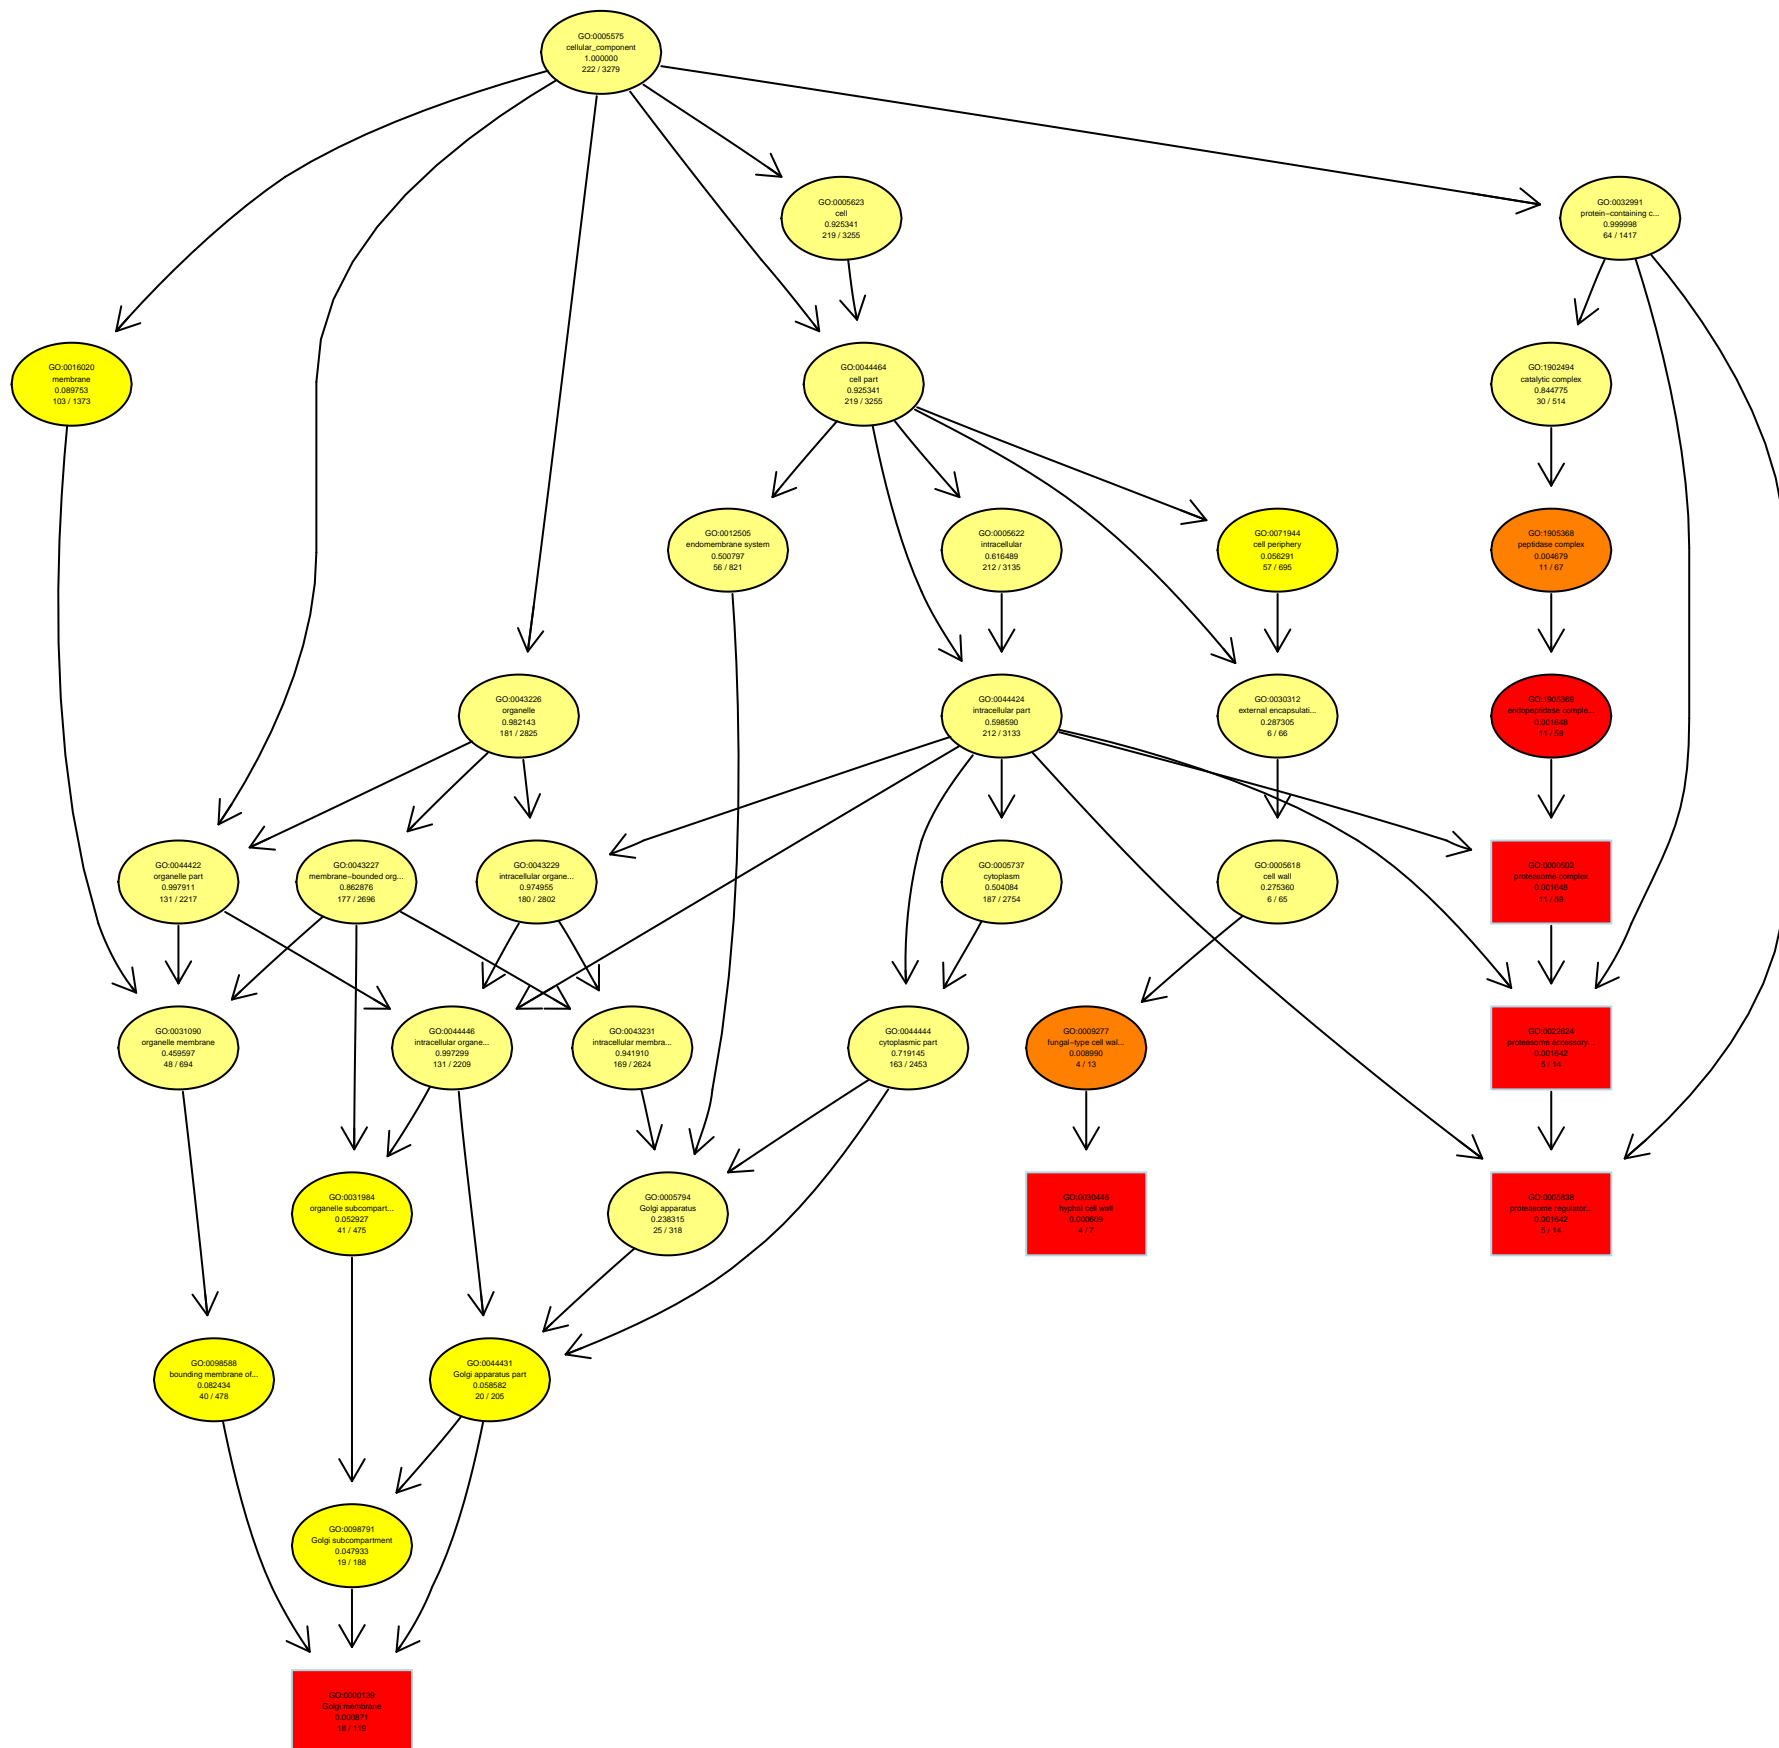 GO:0005575
cellular_component
1.000000
222 / 3279
GO:0005623
cell
0.925341
219 / 3255
GO:0032991
protein−containing c...
0.999998
64 / 1417
GO:0016020
membrane
0.089753
103 / 1373
GO:0044464
cell part
0.925341
219 / 3255
GO:1902494
catalytic complex
0.844775
30 / 514
GO:0012505
endomembrane system
0.500797
56 / 821
GO:0005622
intracellular
0.616489
212 / 3135
GO:0071944
cell periphery
0.056291
57 / 695
GO:1905368
peptidase complex
0.004679
11 / 67
GO:0043226
organelle
0.982143
181 / 2825
GO:0044424
intracellular part
0.598590
212 / 3133
GO:0030312
external encapsulati...
0.287305
6 / 66
GO:1905369
endopeptidase comple...
0.001648
11 / 59
GO:0044422
organelle part
0.997911
131 / 2217
GO:0043227
membrane−bounded org...
0.862876
177 / 2696
GO:0043229
intracellular organe...
0.974955
180 / 2802
GO:0005737
cytoplasm
0.504084
187 / 2754
GO:0005618
cell wall
0.275360
6 / 65
GO:0000502
proteasome complex
0.001648
11 / 59
GO:0031090
organelle membrane
0.459597
48 / 694
GO:0044446
intracellular organe...
0.997299
131 / 2209
GO:0043231
intracellular membra...
0.941910
169 / 2624
GO:0044444
cytoplasmic part
0.719145
163 / 2453
GO:0009277
fungal−type cell wal...
0.008990
4 / 13
GO:0022624
proteasome accessory...
0.001642
5 / 14
GO:0031984
organelle subcompart...
0.052927
41 / 475
GO:0005794
Golgi apparatus
0.238315
25 / 318
GO:0030446
hyphal cell wall
0.000609
4 / 7
GO:0005838
proteasome regulator...
0.001642
5 / 14
GO:0098588
bounding membrane of...
0.082434
40 / 478
GO:0044431
Golgi apparatus part
0.058582
20 / 205
GO:0098791
Golgi subcompartment
0.047933
19 / 188
GO:0000139
Golgi membrane
0.000871
18 / 119